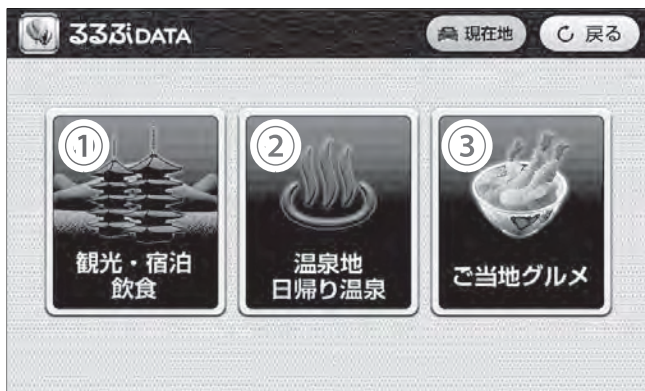 るるぶDATA
現在地
戻る
①
観光・宿泊
飲食
②
温泉地
日帰り温泉
③
ご当地グルメ